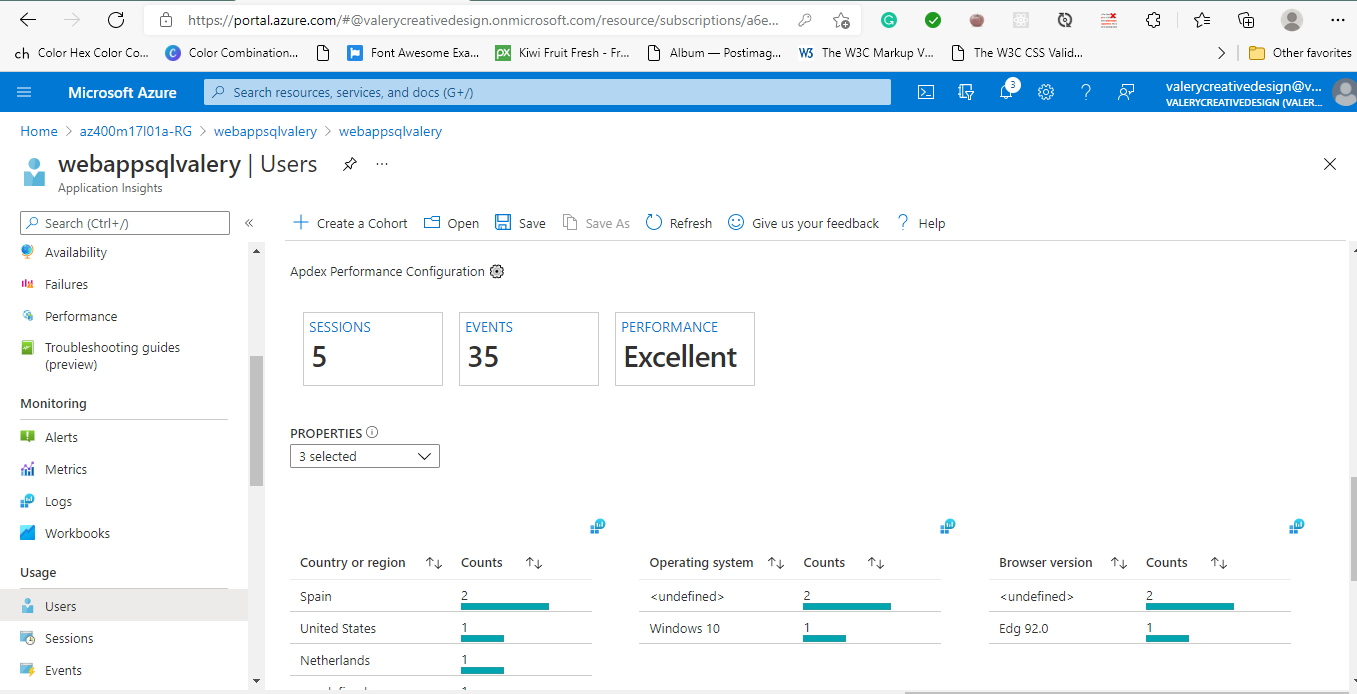 https://portal.azure.com/#@valerycreativedesign.onmicrosoft.com/resource/subscriptions/a6e...
ch Color Hex Color Co...
C Color Combination...
Font Awesome Exa...
px Kiwi Fruit Fresh - Fr...
Album — Postimag...
W3 The W3C Markup V...
The W3C CSS Valid...
Other favorites
Microsoft Azure
Search resources, services, and docs (G+/)
3
valerycreativedesign@v...
VALERYCREATIVEDESIGN (VALER...
Home > az400m17l01a-RG > webappsqlvalery > webappsqlvalery
webappsqlvalery | Users
Application Insights
Search (Ctrl+/)
Create a Cohort
Open
Save
Save As
Refresh
Give us your feedback
Help
Availability
Failures
Performance
Troubleshooting guides
(preview)
Monitoring
Alerts
Metrics
Logs
Workbooks
Usage
Users
Sessions
Events
Apdex Performance Configuration
SESSIONS
5
EVENTS
35
PERFORMANCE
Excellent
PROPERTIES
3 selected
Country or region Counts
Spain 2
United States 1
Netherlands 1
Operating system Counts
<undefined> 2
Windows 10 1
Browser version Counts
<undefined> 2
Edg 92.0 1